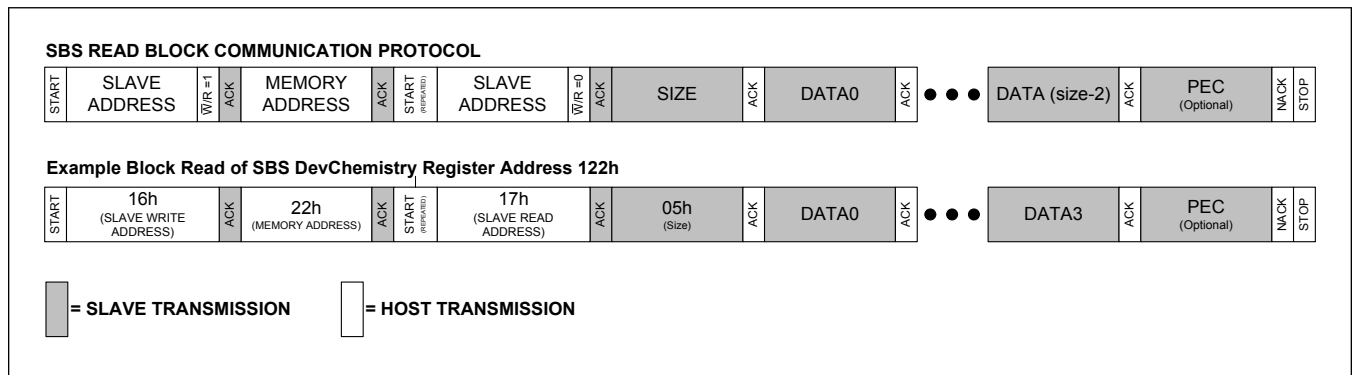 SBS READ BLOCK COMMUNICATION PROTOCOL
START
SLAVE
ADDRESS
W̅/R =1
ACK
MEMORY
ADDRESS
ACK
START
(REPEATED)
SLAVE
ADDRESS
W̅/R =0
ACK
SIZE
ACK
DATA0
ACK
● ● ●
DATA (size-2)
ACK
PEC
(Optional)
NACK
STOP
Example Block Read of SBS DevChemistry Register Address 122h
START
16h
(SLAVE WRITE
ADDRESS)
ACK
22h
(MEMORY ADDRESS)
ACK
START
(REPEATED)
17h
(SLAVE READ
ADDRESS)
ACK
05h
(Size)
ACK
DATA0
ACK
● ● ●
DATA3
ACK
PEC
(Optional)
NACK
STOP
= SLAVE TRANSMISSION
= HOST TRANSMISSION